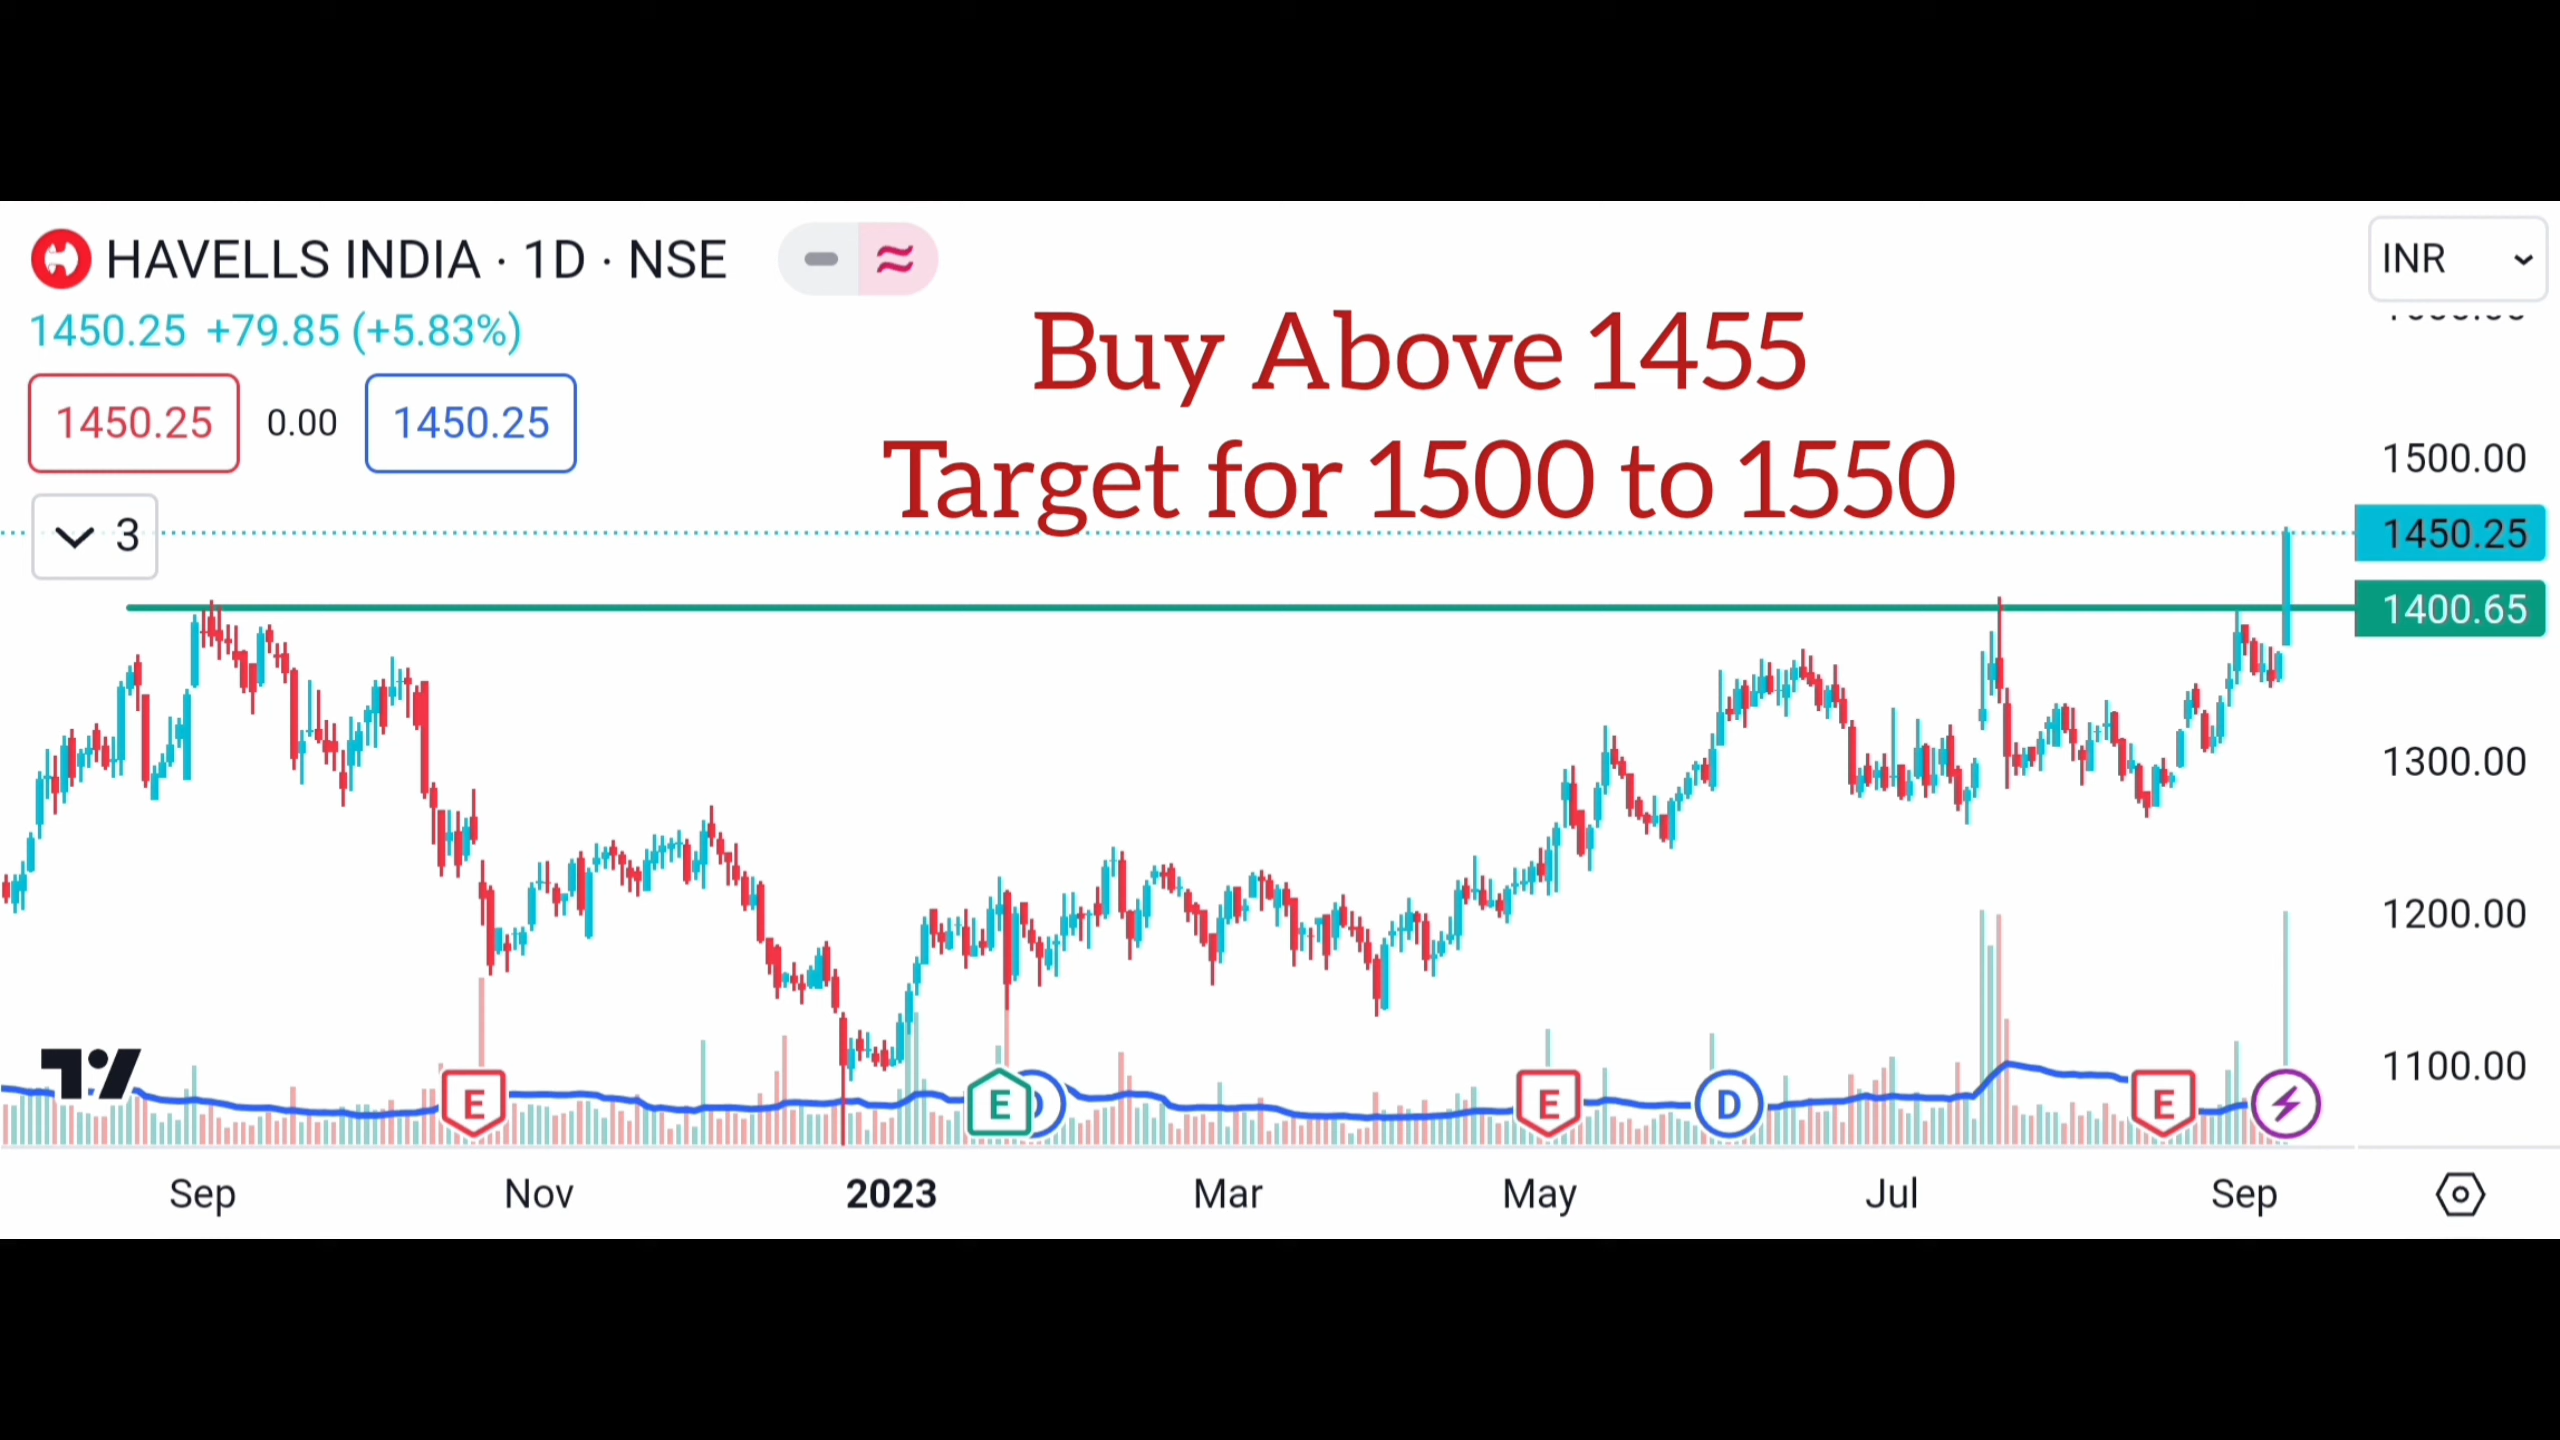 HAVELLS INDIA · 1D · NSE
INR
1450.25 +79.85 (+5.83%)
Buy Above 1455
1450.25 0.00 1450.25
Target for 1500 to 1550
1500.00
3
1450.25
1400.65
1300.00
1200.00
1100.00
E E D E D E
Sep Nov 2023 Mar May Jul Sep